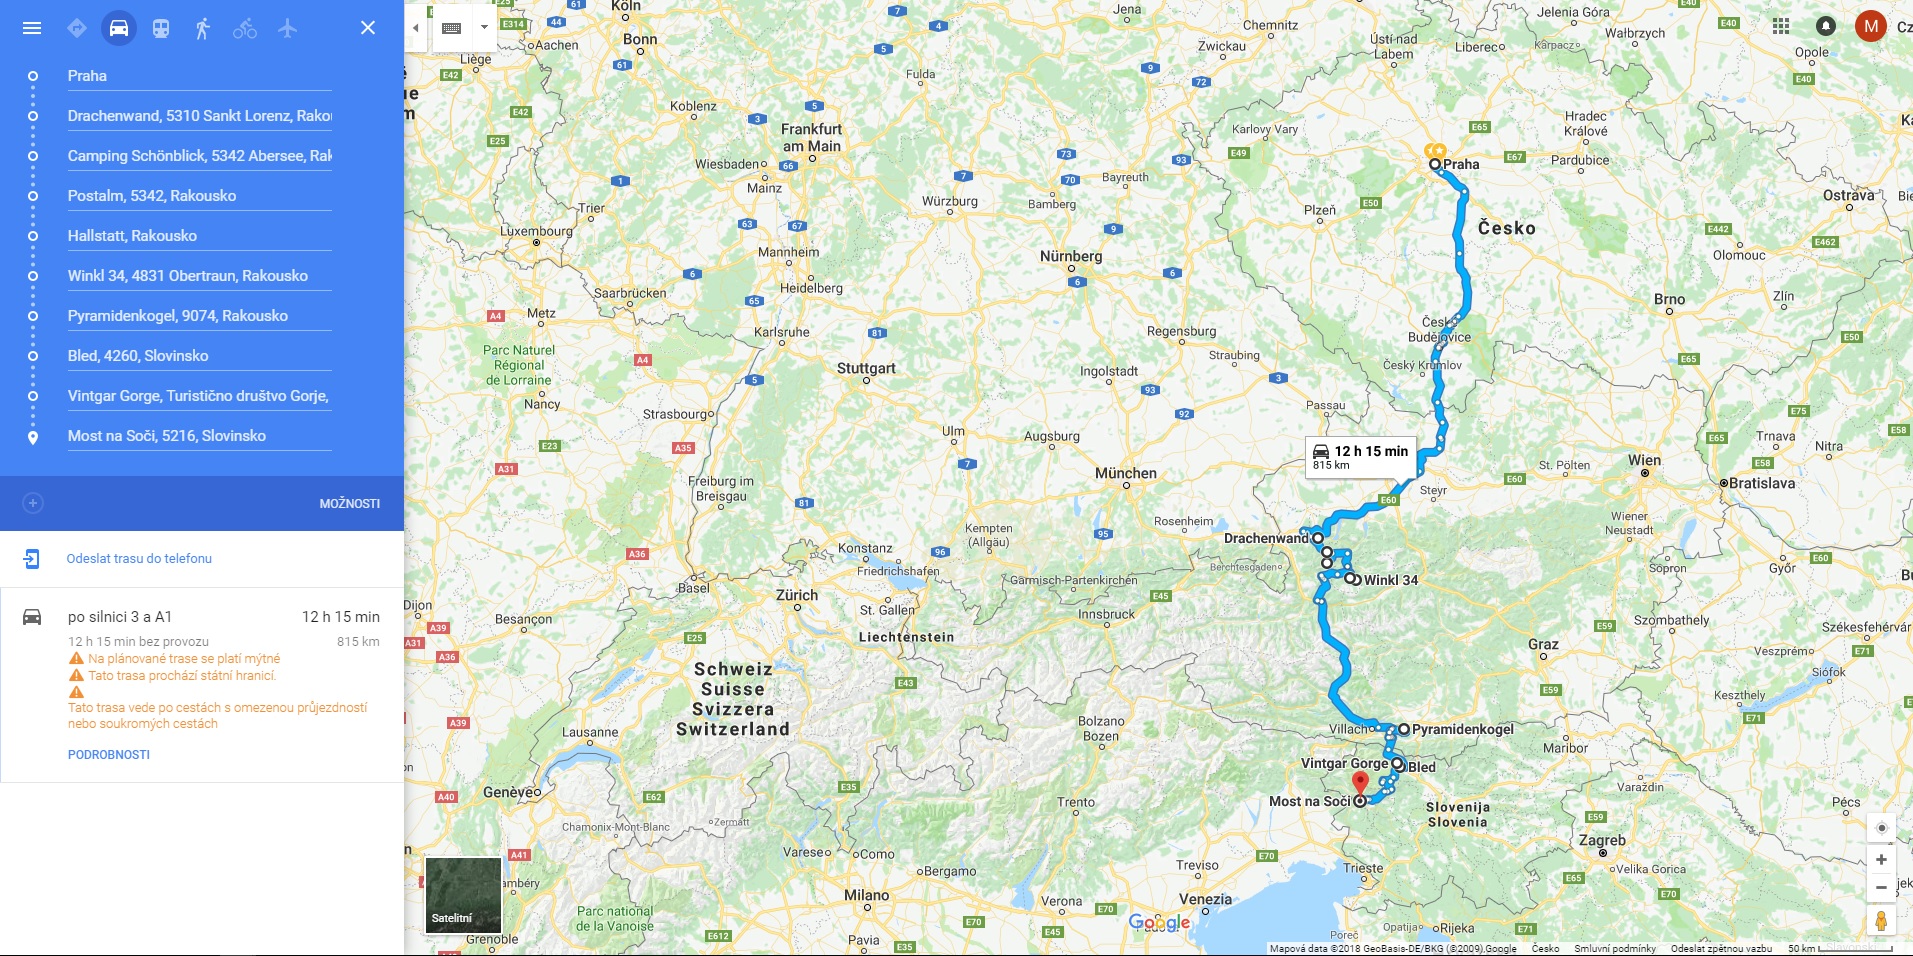 Praha
Drachenwand, 5310 Sankt Lorenz, Rakou
Camping Schönblick, 5342 Abersee, Rak
Postalm, 5342, Rakousko
Hallstatt, Rakousko
Winkl 34, 4831 Obertraun, Rakousko
Pyramidenkogel, 9074, Rakousko
Bled, 4260, Slovinsko
Vintgar Gorge, Turistično društvo Gorje,
Most na Soči, 5216, Slovinsko
MOŽNOSTI
Odeslat trasu do telefonu
po silnici 3 a A1 12 h 15 min
12 h 15 min bez provozu 815 km
Na plánované trase se platí mýtné
Tato trasa prochází státní hranicí.
Tato trasa vede po cestách s omezenou průjezdností
nebo soukromých cestách
PODROBNOSTI
Satelitní
M
Köln
Bonn
Aachen
Liège
Koblenz
Frankfurt
am Main
Wiesbaden
Mainz
Fulda
Jena
Zwickau
Chemnitz
Ústí nad
Labem
Liberec
Jelenia Góra
Karpacz
Wałbrzych
Opole
Hradec
Králové
Pardubice
Karlovy Vary
Praha
Plzeň
Česko
Ostrava
Olomouc
Brno
Zlín
Bayreuth
Bamberg
Würzburg
Nürnberg
Trier
Luxembourg
Mannheim
Heidelberg
Saarbrücken
Metz
Karlsruhe
Parc Naturel
Régional
de Lorraine
Nancy
Stuttgart
Strasbourg
Regensburg
Straubing
Ingolstadt
Passau
České
Budějovice
Český Krumlov
Ulm
Augsburg
München
12 h 15 min
815 km
Steyr
St. Pölten
Wien
Bratislava
Trnava
Nitra
Wiener
Neustadt
Sopron
Győr
Freiburg im
Breisgau
Kempten
(Allgäu)
Rosenheim
Konstanz
Friedrichshafen
Garmisch-Partenkirchen
Berchtesgaden
Drachenwand
Winkl 34
Basel
Zürich
St. Gallen
Liechtenstein
Innsbruck
Dijon
Besançon
Schweiz
Suisse
Svizzera
Switzerland
Graz
Szombathely
Székesfehérvár
Veszprém
Siófok
Keszthely
Bolzano
Bozen
Lausanne
Genève
Villach
Pyramidenkogel
Maribor
Vintgar Gorge
Bled
Most na Soči
Slovenija
Slovenia
Varaždin
Pécs
Zagreb
Velika Gorica
Trento
Chamonix-Mont-Blanc
Zermatt
Varese
Como
Bergamo
Milano
Verona
Treviso
Venezia
Trieste
Rijeka
Opatija
Poreč
Pavia
Grenoble
Parc national
de la Vanoise
Google
Mapová data ©2018 GeoBasis-DE/BKG (©2009),Google Česko Smluvní podmínky Odeslat zpětnou vazbu 50 km